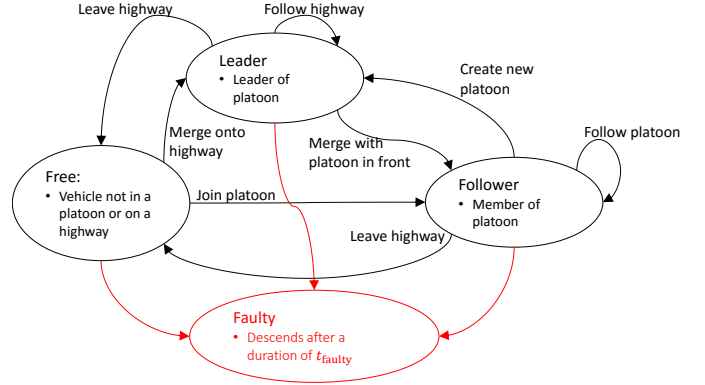 Leave highway
Follow highway
Leader
• Leader of
platoon
Create new
platoon
Merge onto
highway
Merge with
platoon in front
Follow platoon
Free:
• Vehicle not in a
platoon or on a
highway
Join platoon
Follower
• Member of
platoon
Leave highway
Faulty
• Descends after a
duration of t_faulty